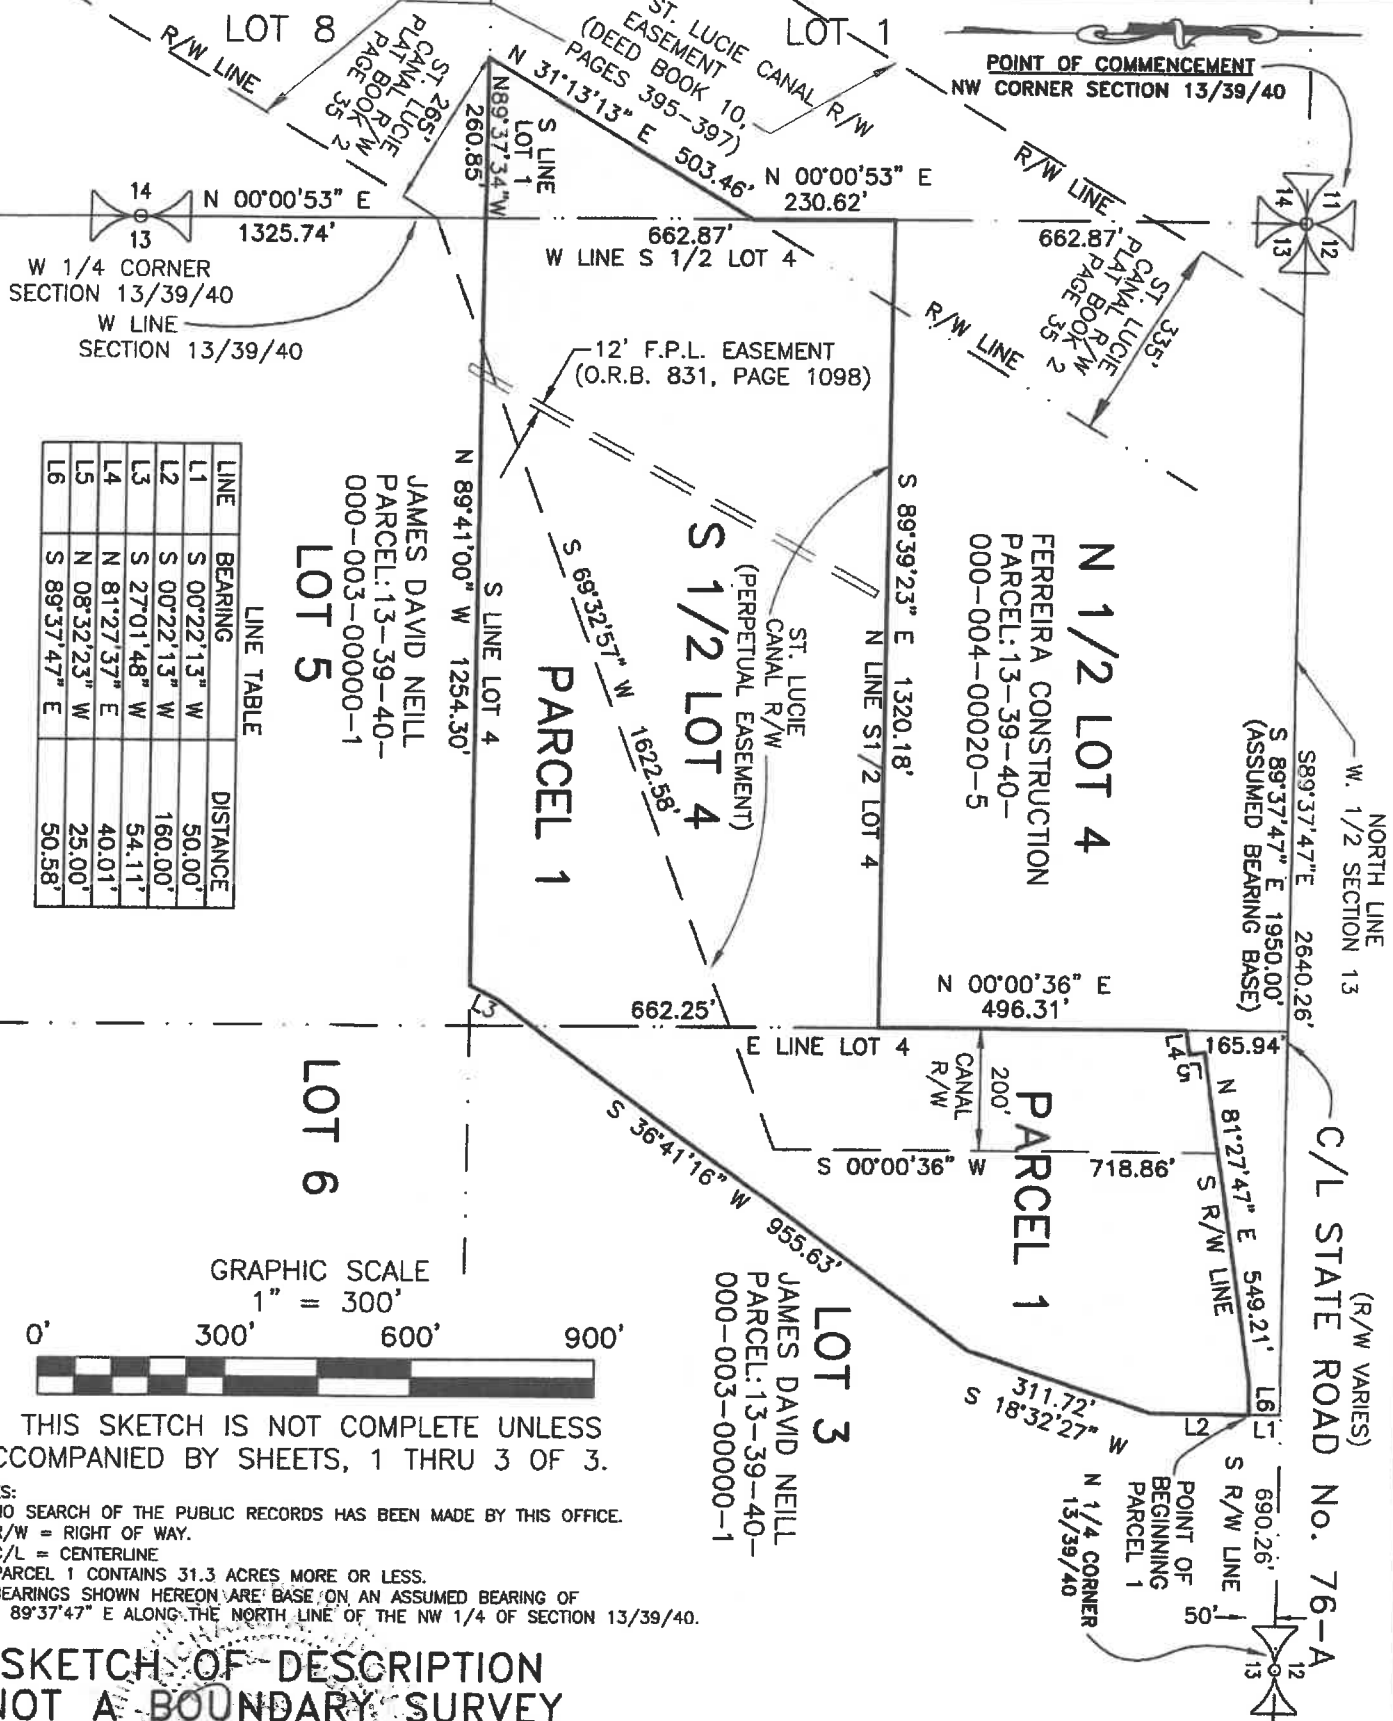 LOT 8
R/W LINE
265'
ST. LUCIE
CANAL R/W
PLAT BOOK 2
PAGE 35
ST. LUCIE CANAL R/W
EASEMENT
(DEED BOOK 10,
PAGES 395-397)
LOT 1
POINT OF COMMENCEMENT
NW CORNER SECTION 13/39/40
11
12
14
13
N 31°13'13" E 503.46'
N89°37'34"W
260.85'
S LINE
LOT 1
N 00°00'53" E
230.62'
R/W LINE
662.87'
335'
ST. LUCIE
CANAL R/W
PLAT BOOK 2
PAGE 35
14
13
N 00°00'53" E
1325.74'
W 1/4 CORNER
SECTION 13/39/40
W LINE
SECTION 13/39/40
662.87'
W LINE S 1/2 LOT 4
R/W LINE
12' F.P.L. EASEMENT
(O.R.B. 831, PAGE 1098)
LINE TABLE
LINE BEARING DISTANCE
L1 S 00°22'13" W 50.00'
L2 S 00°22'13" W 160.00'
L3 S 27°01'48" W 54.11'
L4 N 81°27'37" E 40.01'
L5 N 08°32'23" W 25.00'
L6 S 89°37'47" E 50.58'
LOT 5
JAMES DAVID NEILL
PARCEL:13-39-40-
000-003-00000-1
N 89°41'00" W 1254.30'
S LINE LOT 4
S 69°32'57" W 1622.58'
PARCEL 1
S 1/2 LOT 4
ST. LUCIE
CANAL R/W
(PERPETUAL EASEMENT)
S 89°39'23" E 1320.18'
N LINE S1/2 LOT 4
N 1/2 LOT 4
FERREIRA CONSTRUCTION
PARCEL:13-39-40-
000-004-00020-5
NORTH LINE
W. 1/2 SECTION 13
S89°37'47"E 2640.26'
S 89°37'47" E 1950.00'
(ASSUMED BEARING BASE)
N 00°00'36" E
496.31'
L3
662.25'
E LINE LOT 4
165.94'
L4
L5
200'
CANAL
R/W
PARCEL 1
N 81°27'47" E 549.21'
S R/W LINE
S 00°00'36" W 718.86'
S 36°41'16" W 955.63'
LOT 6
C/L STATE ROAD No. 76-A
(R/W VARIES)
LOT 3
JAMES DAVID NEILL
PARCEL:13-39-40-
000-003-00000-1
311.72'
S 18°32'27" W
L6
L2
L1
S R/W LINE
690.26'
POINT OF
BEGINNING
PARCEL 1
N 1/4 CORNER
13/39/40
50'
12
13
GRAPHIC SCALE
1" = 300'
0' 300' 600' 900'
THIS SKETCH IS NOT COMPLETE UNLESS
CCOMPANIED BY SHEETS, 1 THRU 3 OF 3.
ES:
NO SEARCH OF THE PUBLIC RECORDS HAS BEEN MADE BY THIS OFFICE.
R/W = RIGHT OF WAY.
C/L = CENTERLINE
PARCEL 1 CONTAINS 31.3 ACRES MORE OR LESS.
BEARINGS SHOWN HEREON ARE BASE ON AN ASSUMED BEARING OF
89°37'47" E ALONG THE NORTH LINE OF THE NW 1/4 OF SECTION 13/39/40.
SKETCH OF DESCRIPTION
NOT A BOUNDARY SURVEY